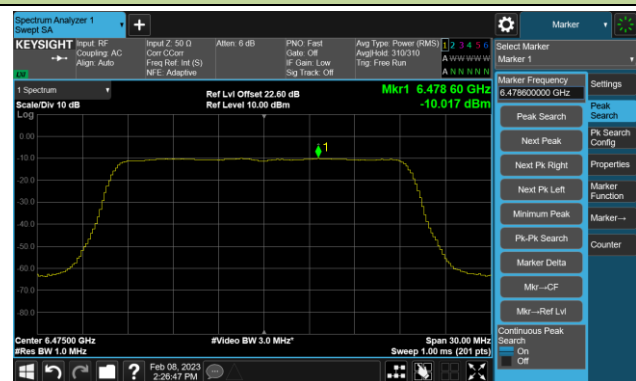 Spectrum Analyzer 1
Swept SA
Marker
KEYSIGHT
Input: RF
Coupling: AC
Align: Auto
Input Z: 50 Ω
Corr CCorr
Freq Ref: Int (S)
NFE: Adaptive
Atten: 6 dB
PNO: Fast
Gate: Off
IF Gain: Low
Sig Track: Off
Avg Type: Power (RMS)
Avg|Hold: 310/310
Trig: Free Run
1 2 3 4 5 6
A W W W W W
A N N N N N
LXI
Select Marker
Marker 1
1 Spectrum
Scale/Div 10 dB
Log
Ref Lvl Offset 22.60 dB
Ref Level 10.00 dBm
Mkr1 6.478 60 GHz
-10.017 dBm
1
0.00
-10.0
-20.0
-30.0
-40.0
-50.0
-60.0
-70.0
-80.0
Center 6.47500 GHz
#Res BW 1.0 MHz
#Video BW 3.0 MHz*
Span 30.00 MHz
Sweep 1.00 ms (201 pts)
Marker Frequency
6.478600000 GHz
Peak Search
Next Peak
Next Pk Right
Next Pk Left
Minimum Peak
Pk-Pk Search
Marker Delta
Mkr→CF
Mkr→Ref Lvl
Continuous Peak
Search
On
Off
Settings
Peak
Search
Pk Search
Config
Properties
Marker
Function
Marker→
Counter
?
Feb 08, 2023
2:26:47 PM